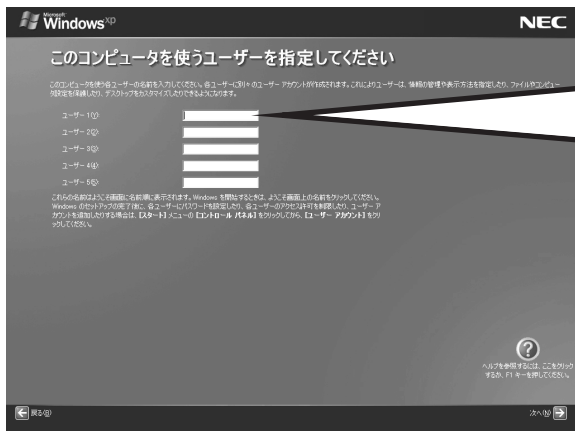 Microsoft
Windows xp
NEC
このコンピュータを使うユーザーを指定してください
このコンピュータを使う各ユーザーの名前を入力してください。各ユーザーに別々のユーザー アカウントが作成されます。これによりユーザーは、情報の管理や表示方法を指定したり、ファイルやコンピュー
タ設定を保護したり、デスクトップをカスタマイズしたりできるようになります。
ユーザー 1(Y):
ユーザー 2(2):
ユーザー 3(3):
ユーザー 4(4):
ユーザー 5(5):
これらの名前はようこそ画面に名前順に表示されます。Windows を開始するときは、ようこそ画面上の名前をクリックしてください。
Windows のセットアップの完了後に、各ユーザーにパスワードを設定したり、各ユーザーのアクセス許可を制限したり、ユーザー ア
カウントを追加したりする場合は、[スタート] メニューの [コントロール パネル] をクリックしてから、[ユーザー アカウント] をクリ
ックしてください。
?
ヘルプを参照するには、ここをクリック
するか、F1 キーを押してください。
戻る(B)
次へ(N)